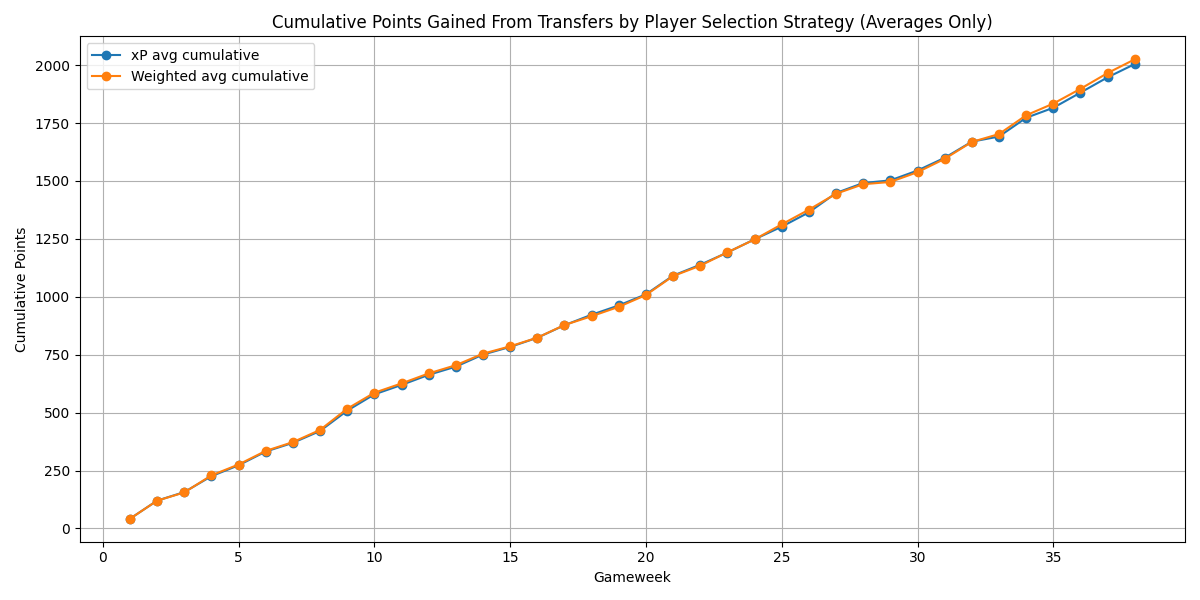 Cumulative Points Gained From Transfers by Player Selection Strategy (Averages Only)
xP avg cumulative
Weighted avg cumulative
Cumulative Points
2000
1750
1500
1250
1000
750
500
250
0
0 5 10 15 20 25 30 35
Gameweek